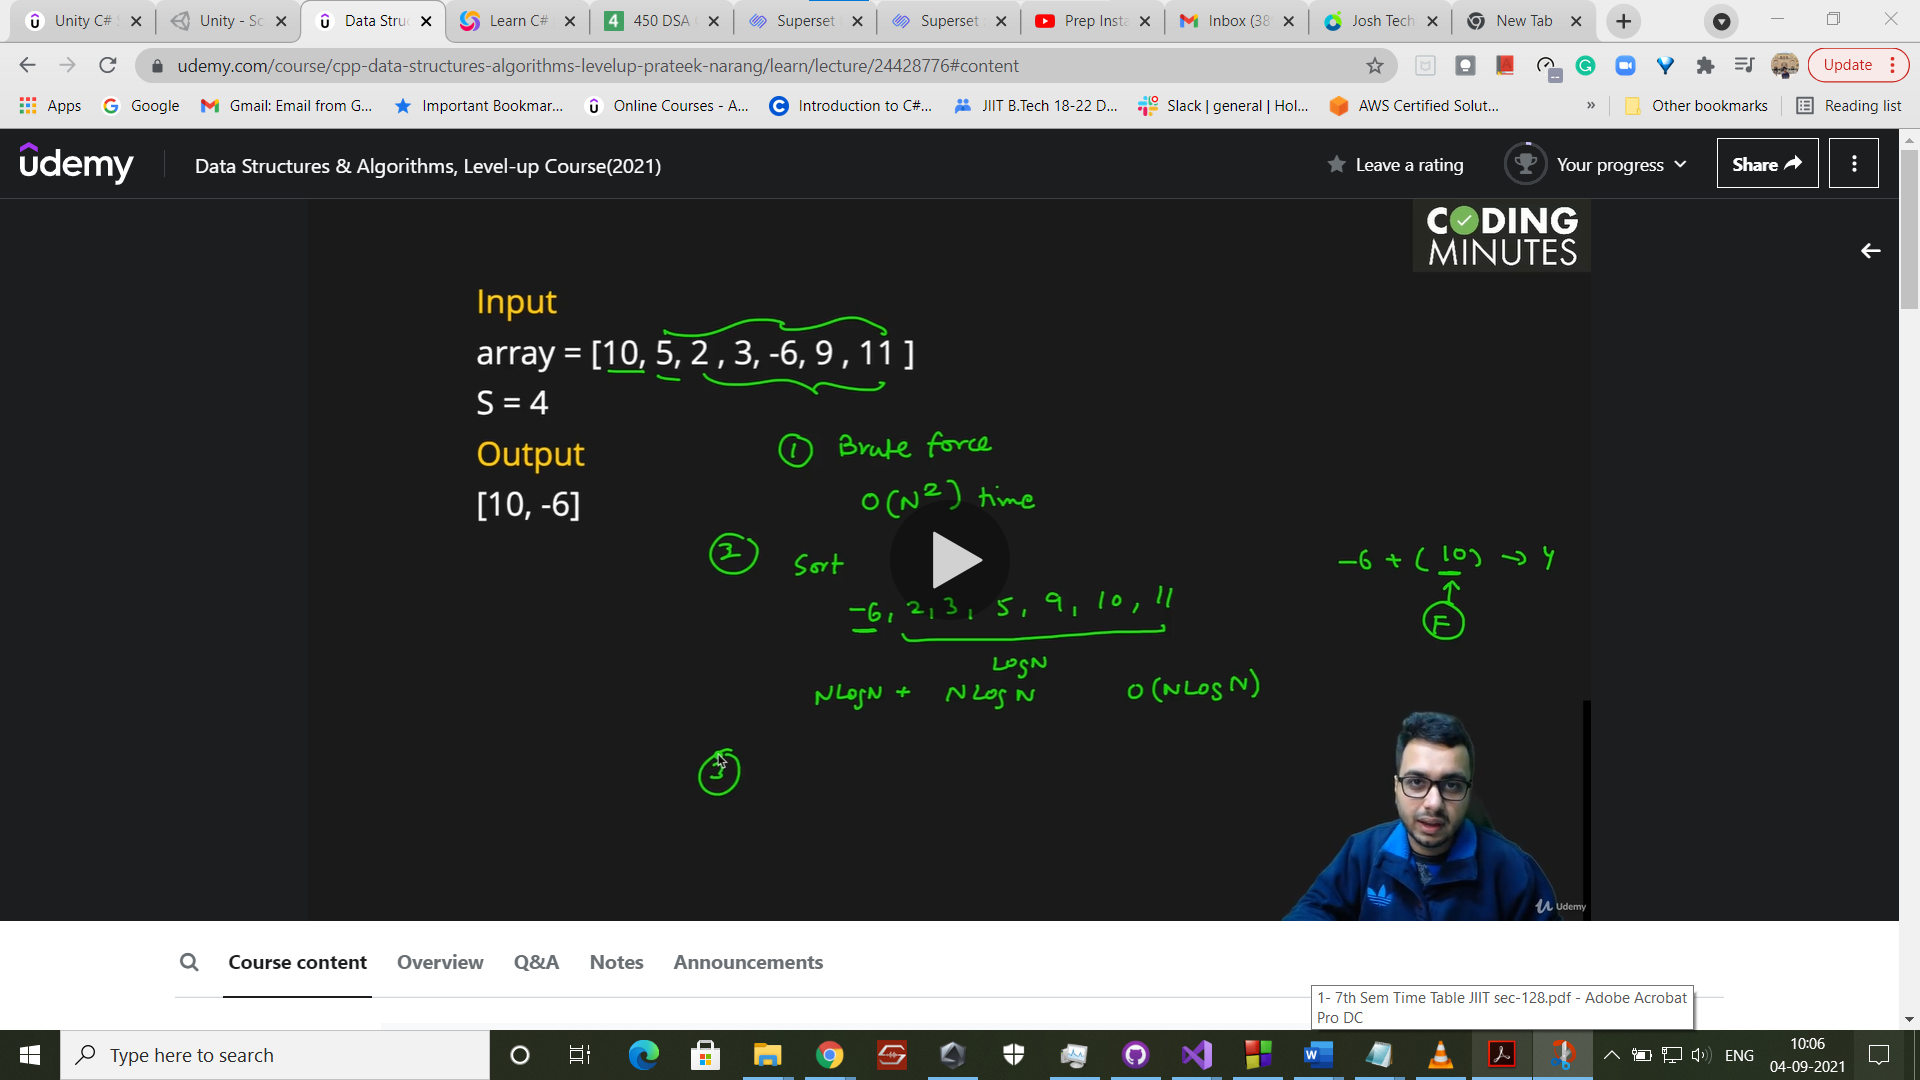 Unity C#
Unity - Sc
Data Struc
Learn C#
450 DSA
Superset
Superset
Prep Insta
Inbox (38
Josh Tech
New Tab
udemy.com/course/cpp-data-structures-algorithms-levelup-prateek-narang/learn/lecture/24428776#content
Update
Apps
Google
Gmail: Email from G...
Important Bookmar...
Online Courses - A...
Introduction to C#...
JIIT B.Tech 18-22 D...
Slack | general | Hol...
AWS Certified Solut...
»
Other bookmarks
Reading list
udemy
Data Structures & Algorithms, Level-up Course(2021)
Leave a rating
Your progress
Share
CODING
MINUTES
Input
array = [10, 5, 2 , 3, -6, 9 , 11 ]
S = 4
Output
[10, -6]
1 Brute force
O(N²) time
2 Sort
-6, 2, 3, 5, 9, 10, 11
LogN
NLogN + NLogN O(NLogN)
-6 + (10) → 4
F
3
Udemy
Course content
Overview
Q&A
Notes
Announcements
1- 7th Sem Time Table JIIT sec-128.pdf - Adobe Acrobat
Pro DC
Type here to search
ENG
10:06
04-09-2021